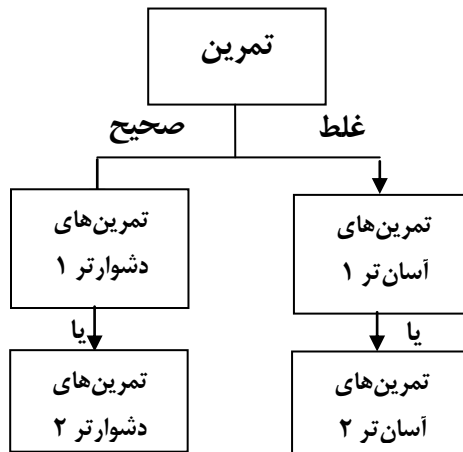 تمرین
صحیح
غلط
تمرین‌های
دشوارتر ۱
تمرین‌های
آسان‌تر ۱
یا
یا
تمرین‌های
دشوارتر ۲
تمرین‌های
آسان‌تر ۲